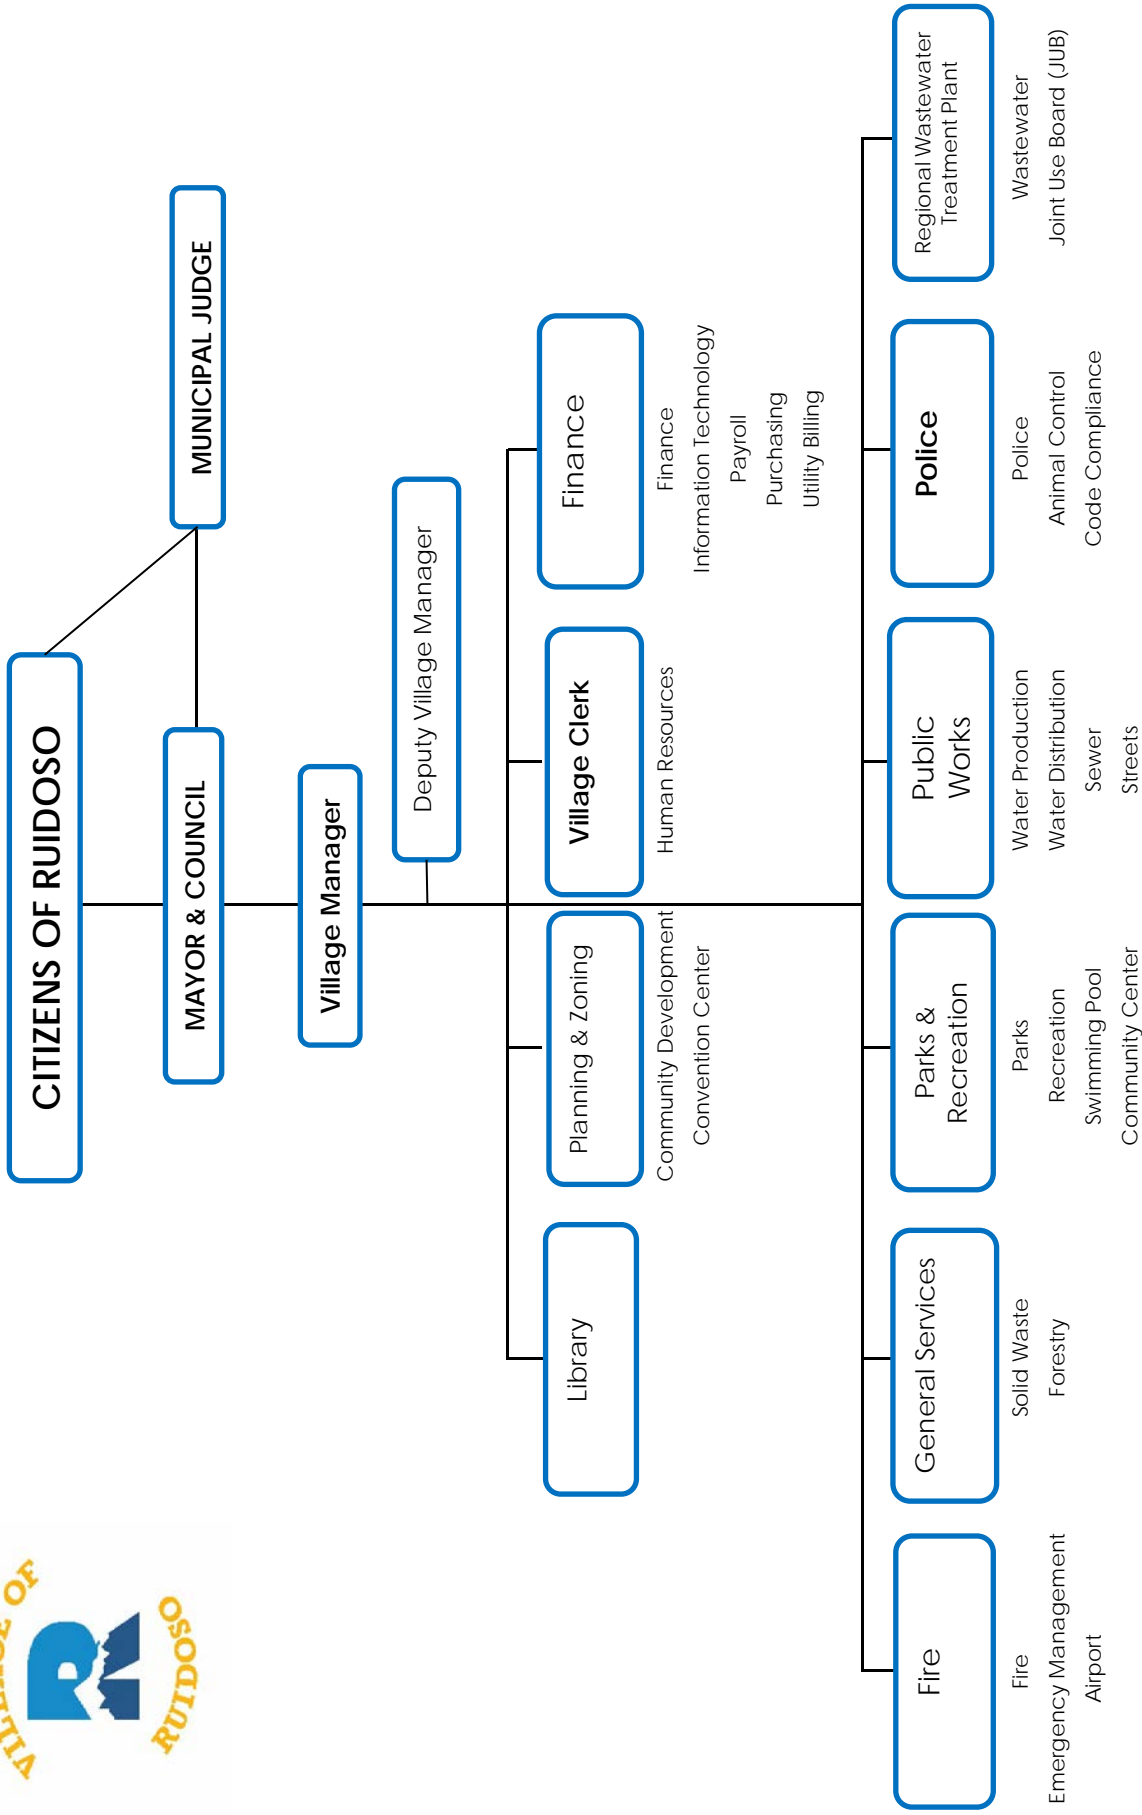 VILLAGE OF
RUIDOSO
CITIZENS OF RUIDOSO
MUNICIPAL JUDGE
MAYOR & COUNCIL
Village Manager
Deputy Village Manager
Library
Planning & Zoning
Community Development
Convention Center
Village Clerk
Human Resources
Finance
Finance
Information Technology
Payroll
Purchasing
Utility Billing
Fire
Fire
Emergency Management
Airport
General Services
Solid Waste
Forestry
Parks &
Recreation
Parks
Recreation
Swimming Pool
Community Center
Public
Works
Water Production
Water Distribution
Sewer
Streets
Police
Police
Animal Control
Code Compliance
Regional Wastewater
Treatment Plant
Wastewater
Joint Use Board (JUB)